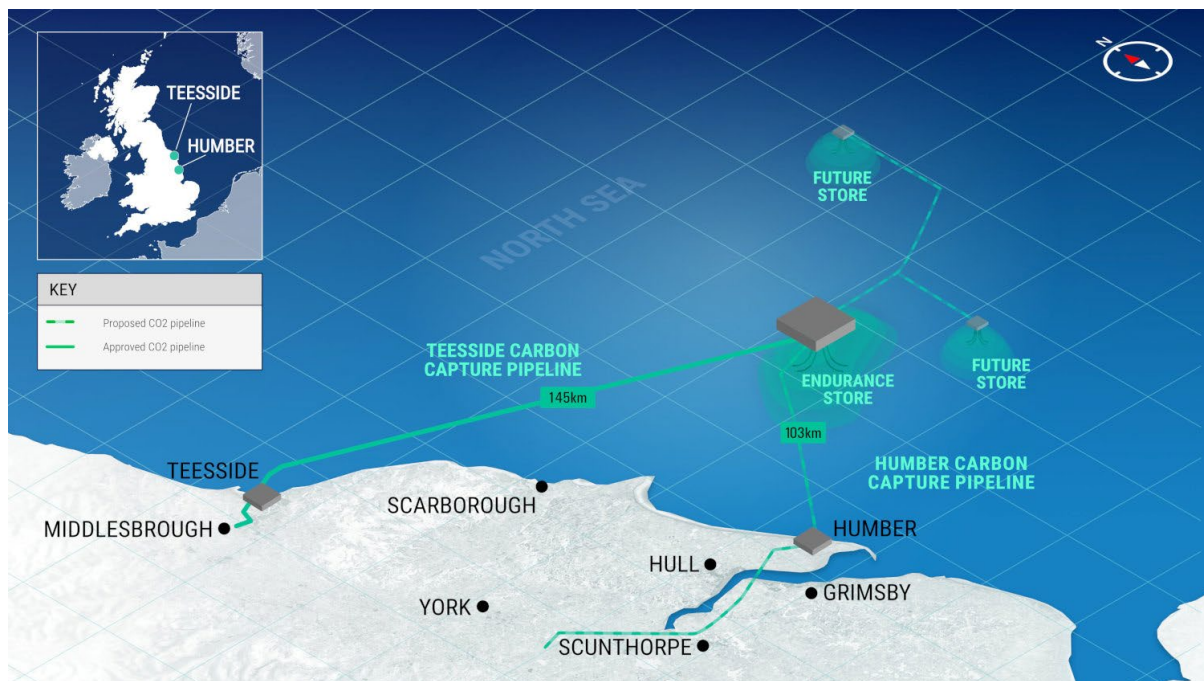 N
TEESSIDE
HUMBER
KEY
Proposed CO2 pipeline
Approved CO2 pipeline
NORTH SEA
FUTURE
STORE
FUTURE
STORE
ENDURANCE
STORE
TEESSIDE CARBON
CAPTURE PIPELINE
145km
103km
HUMBER CARBON
CAPTURE PIPELINE
TEESSIDE
MIDDLESBROUGH
SCARBOROUGH
HUMBER
HULL
GRIMSBY
YORK
SCUNTHORPE